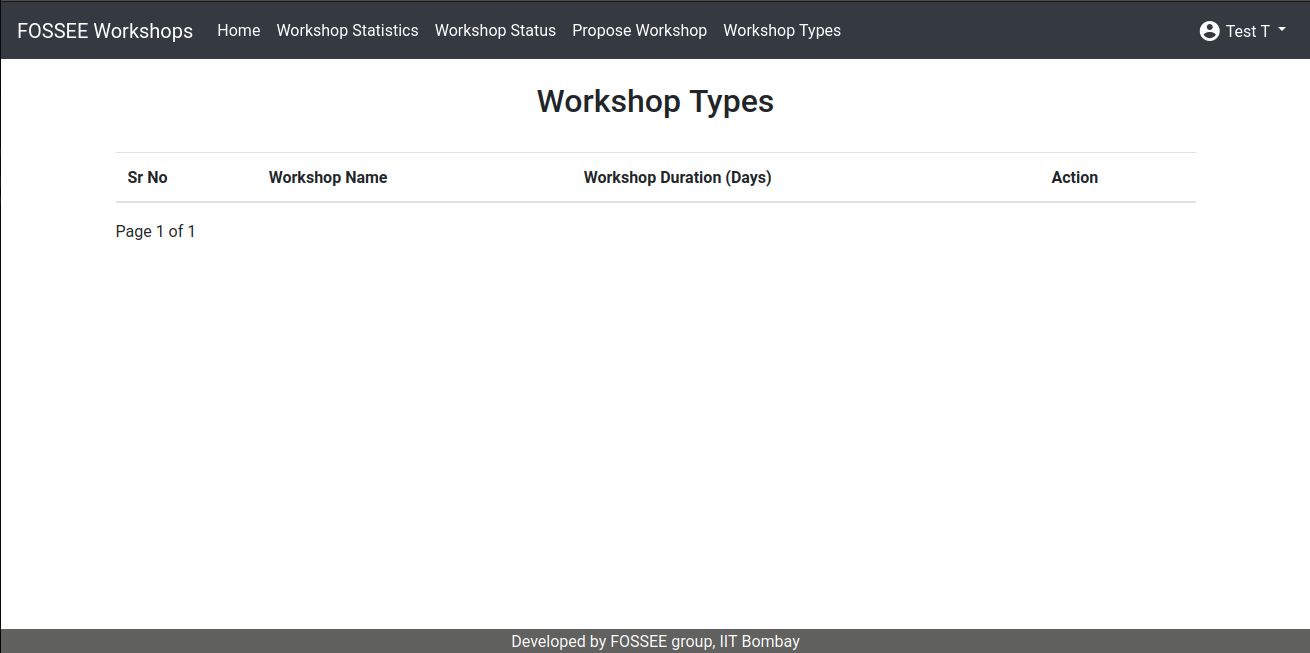 FOSSEE Workshops Home Workshop Statistics Workshop Status Propose Workshop Workshop Types Test T
Workshop Types
Sr No Workshop Name Workshop Duration (Days) Action
Page 1 of 1
Developed by FOSSEE group, IIT Bombay